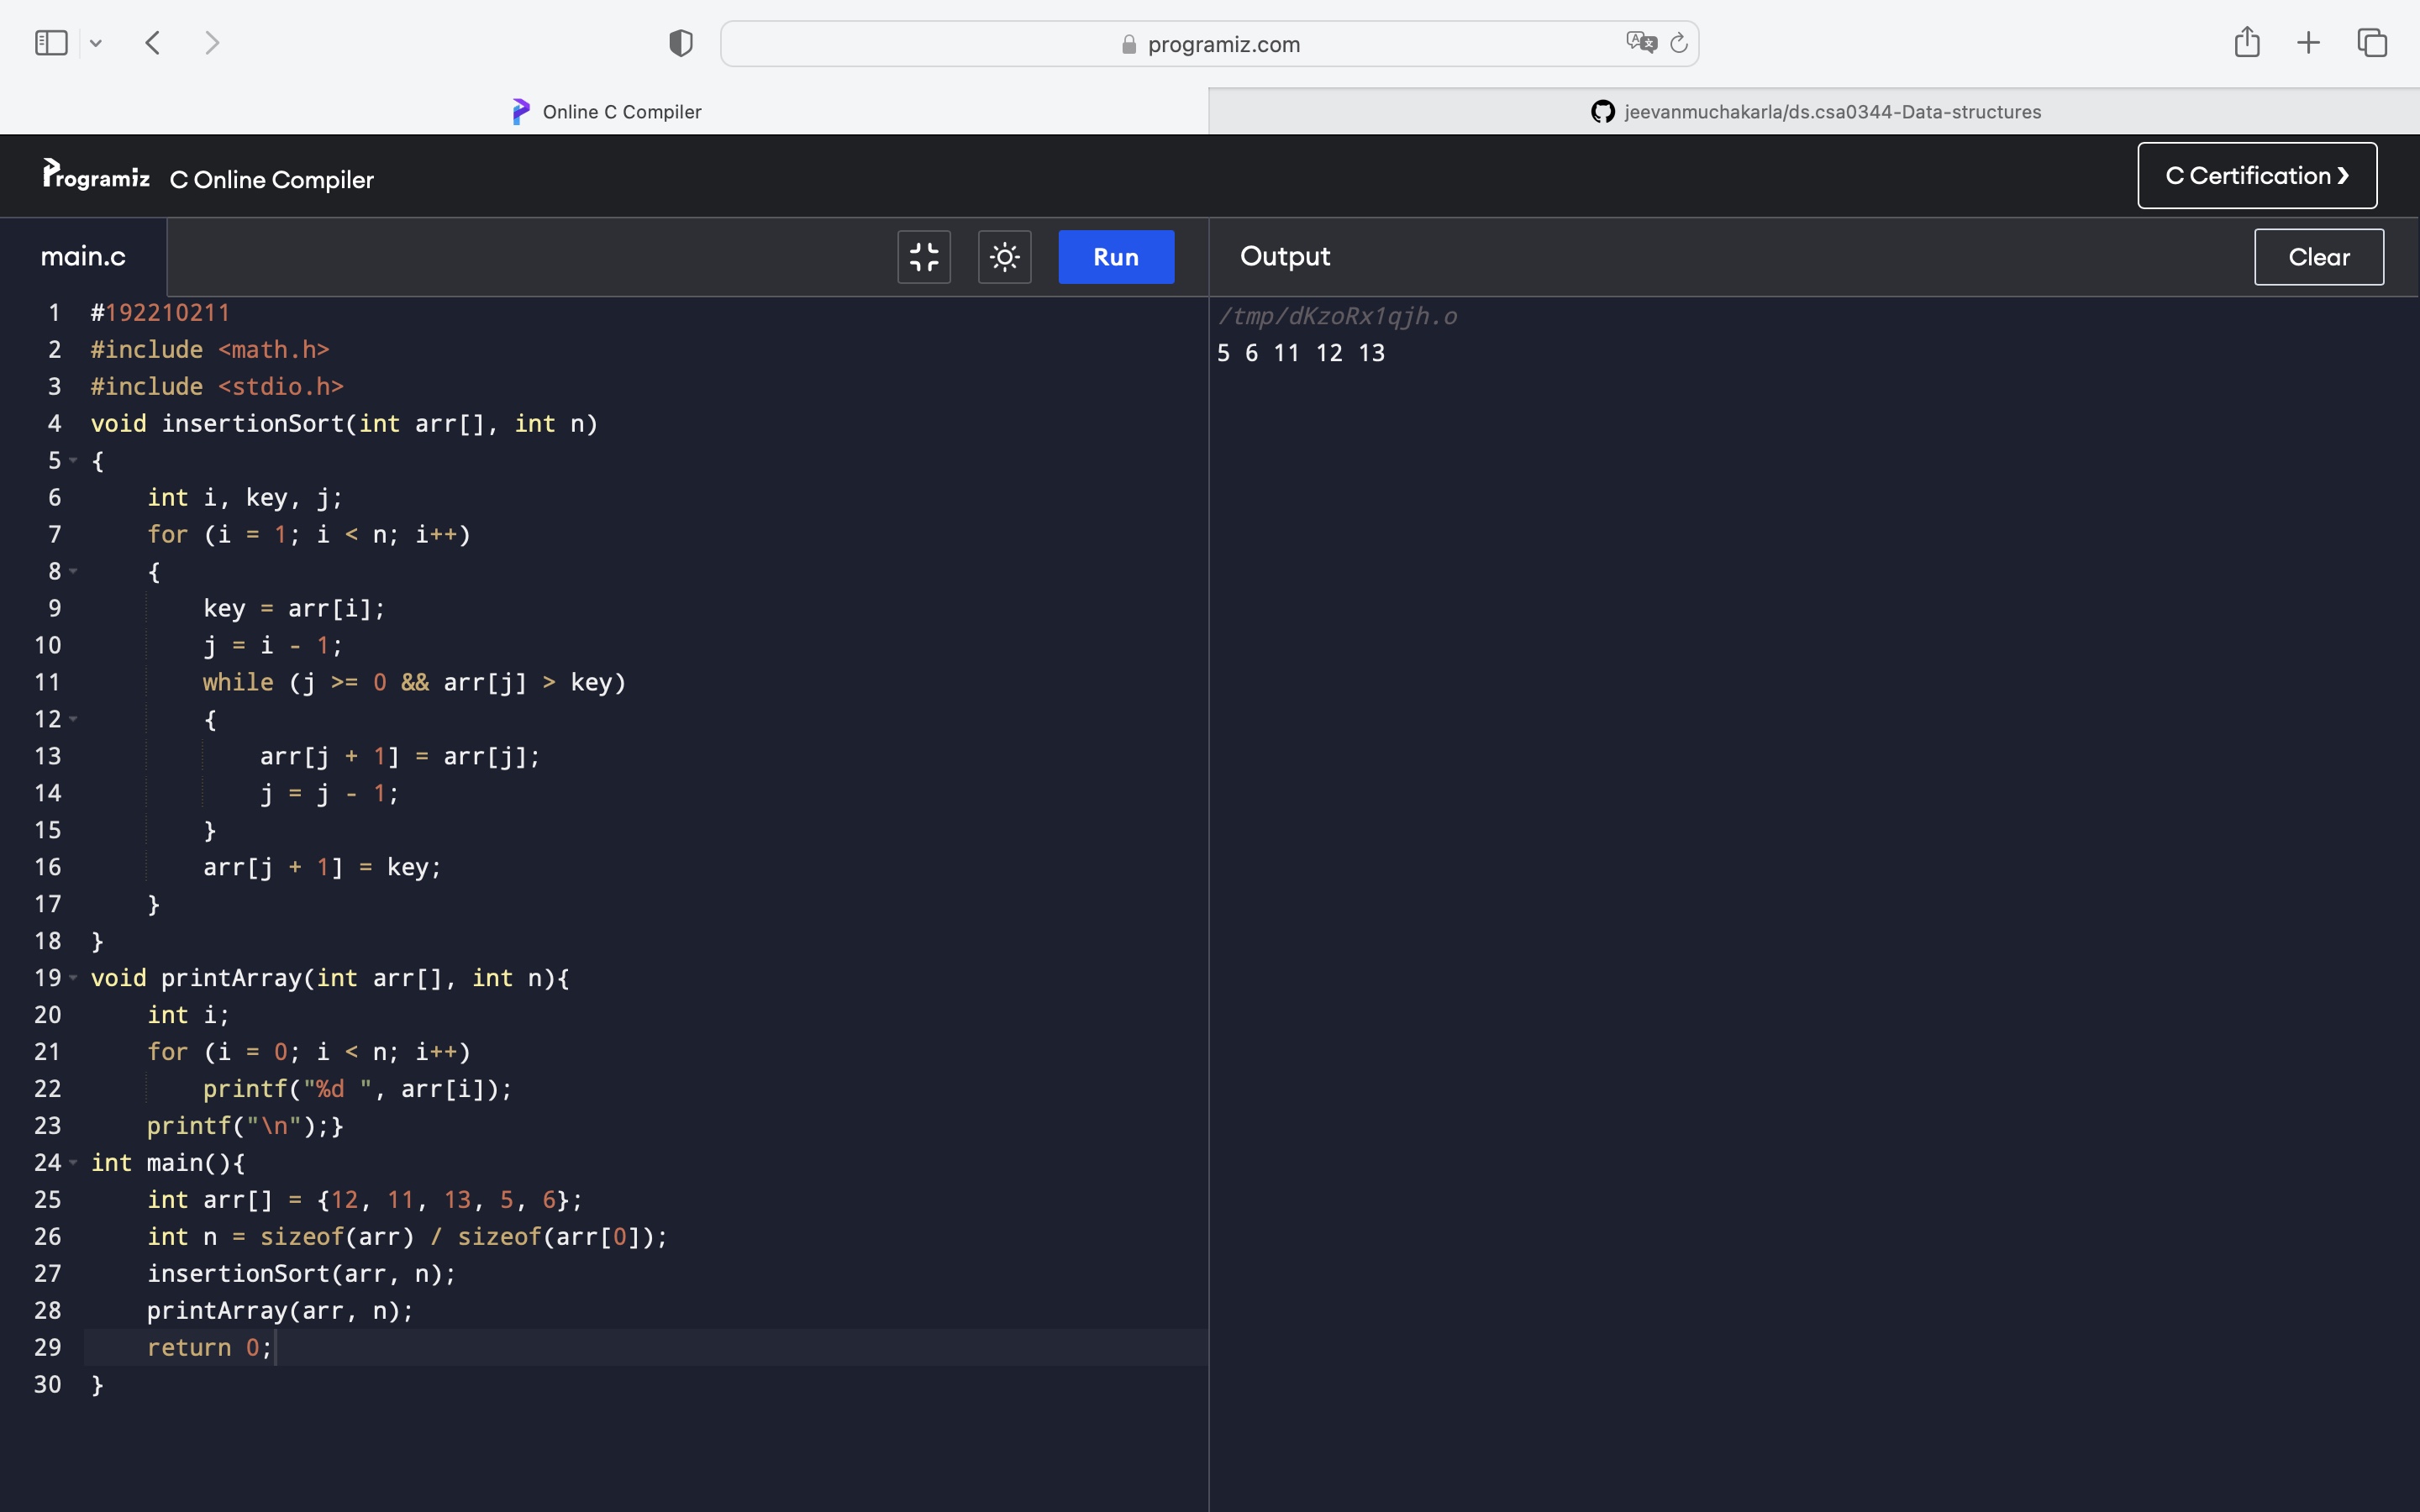 programiz.com
Online C Compiler
jeevanmuchakarla/ds.csa0344-Data-structures
Programiz C Online Compiler
C Certification ❯
main.c
Run
Output
Clear
1 #192210211
2 #include <math.h>
3 #include <stdio.h>
4 void insertionSort(int arr[], int n)
5 {
6     int i, key, j;
7     for (i = 1; i < n; i++)
8     {
9         key = arr[i];
10         j = i - 1;
11         while (j >= 0 && arr[j] > key)
12         {
13             arr[j + 1] = arr[j];
14             j = j - 1;
15         }
16         arr[j + 1] = key;
17     }
18 }
19 void printArray(int arr[], int n){
20     int i;
21     for (i = 0; i < n; i++)
22         printf("%d ", arr[i]);
23     printf("\n");}
24 int main(){
25     int arr[] = {12, 11, 13, 5, 6};
26     int n = sizeof(arr) / sizeof(arr[0]);
27     insertionSort(arr, n);
28     printArray(arr, n);
29     return 0;
30 }
/tmp/dKzoRx1qjh.o
5 6 11 12 13